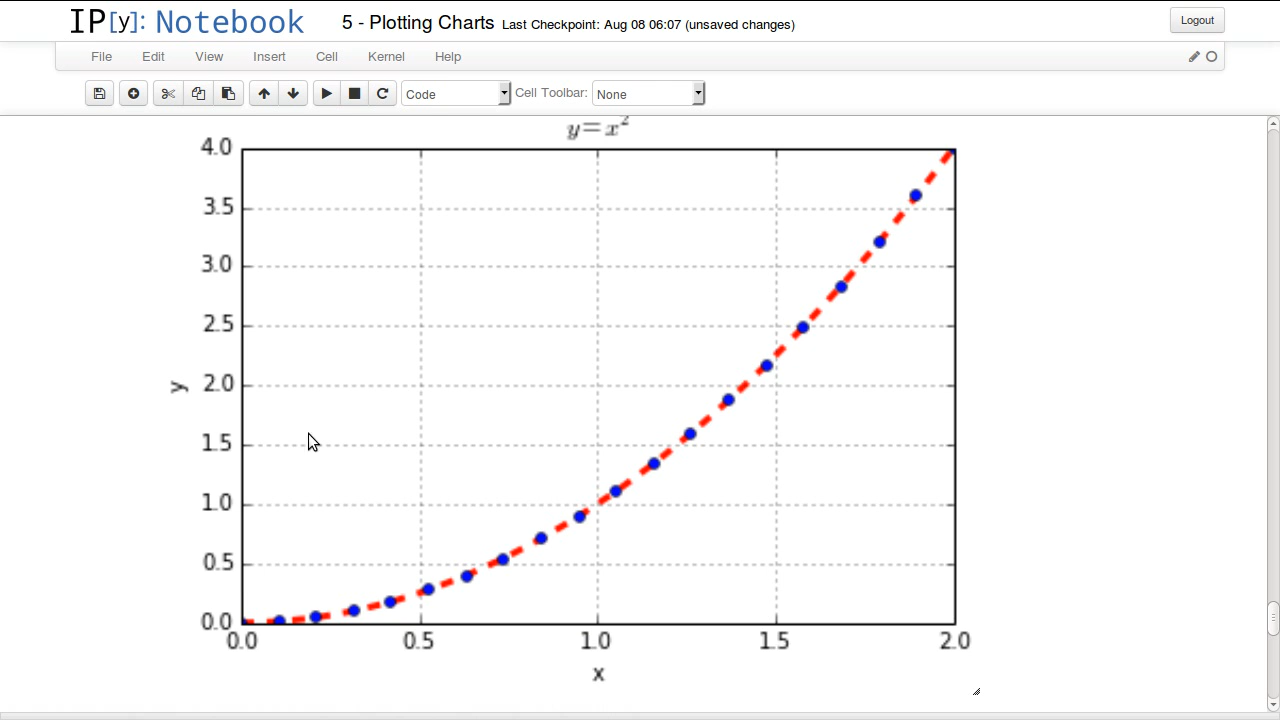 IP[y]: Notebook 5 - Plotting Charts Last Checkpoint: Aug 08 06:07 (unsaved changes) Logout
File Edit View Insert Cell Kernel Help
Code Cell Toolbar: None
y=x²
4.0
3.5
3.0
2.5
2.0
1.5
1.0
0.5
0.0
y
0.0 0.5 1.0 1.5 2.0
x